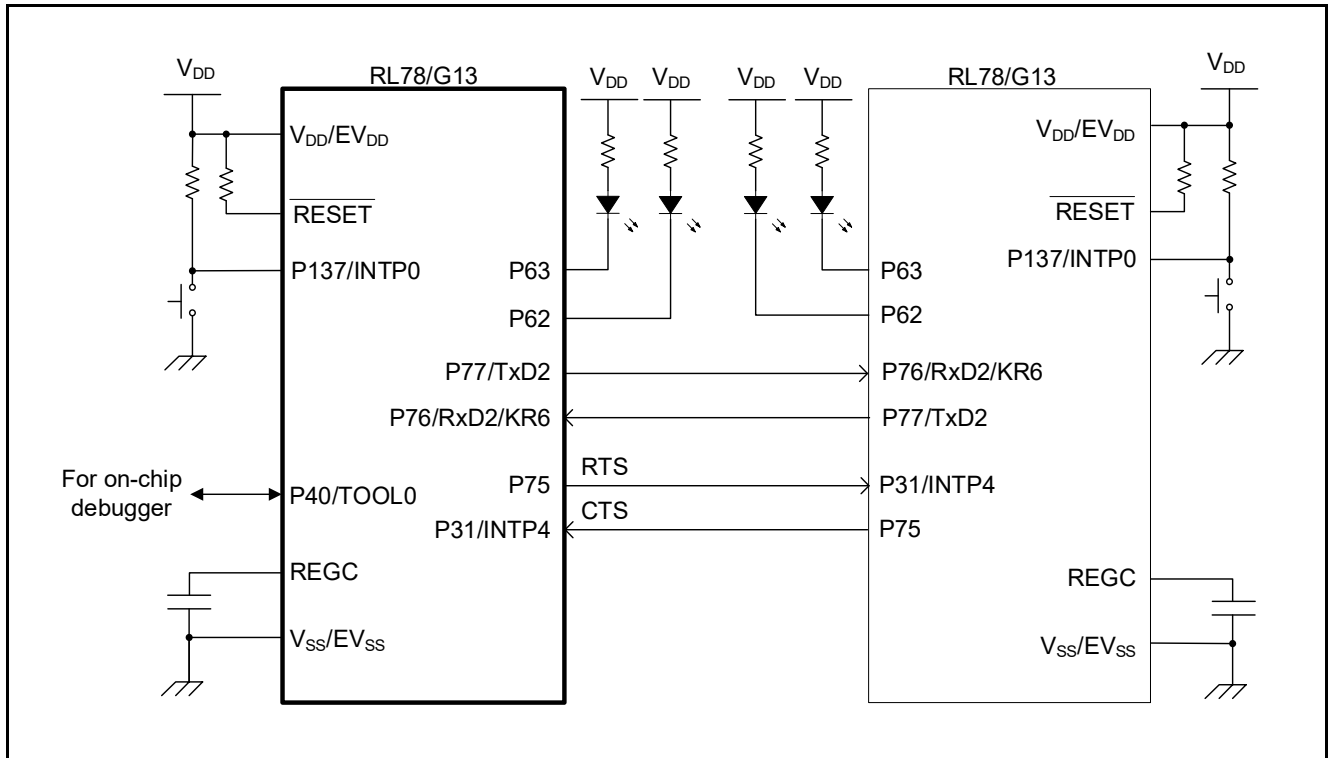 RL78/G13
RL78/G13
VDD
VDD
VDD
VDD
VDD
VDD
VDD/EVDD
RESET
P137/INTP0
P63
P62
P77/TxD2
P76/RxD2/KR6
For on-chip
debugger
P40/TOOL0
P75
P31/INTP4
REGC
VSS/EVSS
RTS
CTS
VDD/EVDD
RESET
P137/INTP0
P63
P62
P76/RxD2/KR6
P77/TxD2
P31/INTP4
P75
REGC
VSS/EVSS